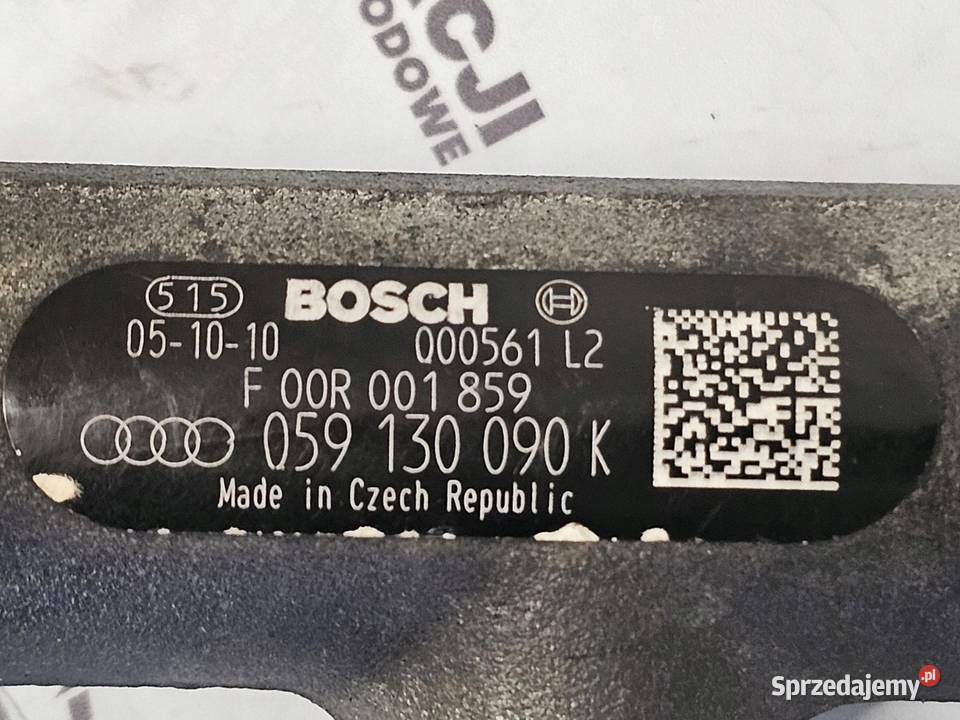 CJI
ODOWE
515 BOSCH
05-10-10 000561 L2
F 00R 001 859
059 130 090 K
Made in Czech Republic
Sprzedajemy.pl